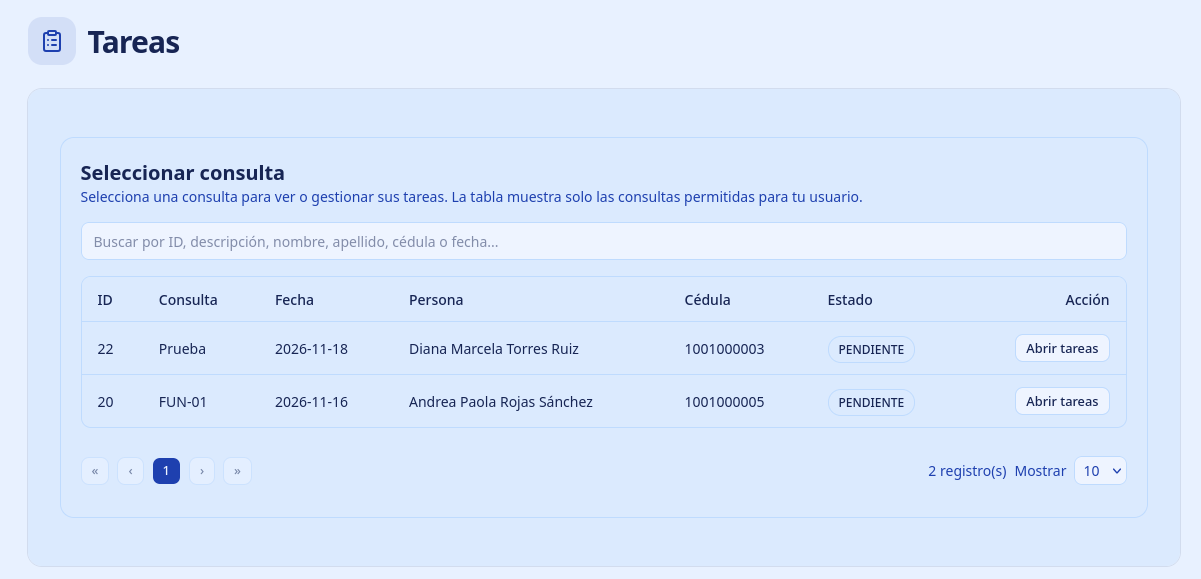 Tareas
Seleccionar consulta
Selecciona una consulta para ver o gestionar sus tareas. La tabla muestra solo las consultas permitidas para tu usuario.
Buscar por ID, descripción, nombre, apellido, cédula o fecha...
ID Consulta Fecha Persona Cédula Estado Acción
22 Prueba 2026-11-18 Diana Marcela Torres Ruiz 1001000003 PENDIENTE Abrir tareas
20 FUN-01 2026-11-16 Andrea Paola Rojas Sánchez 1001000005 PENDIENTE Abrir tareas
« ‹ 1 › » 2 registro(s) Mostrar 10